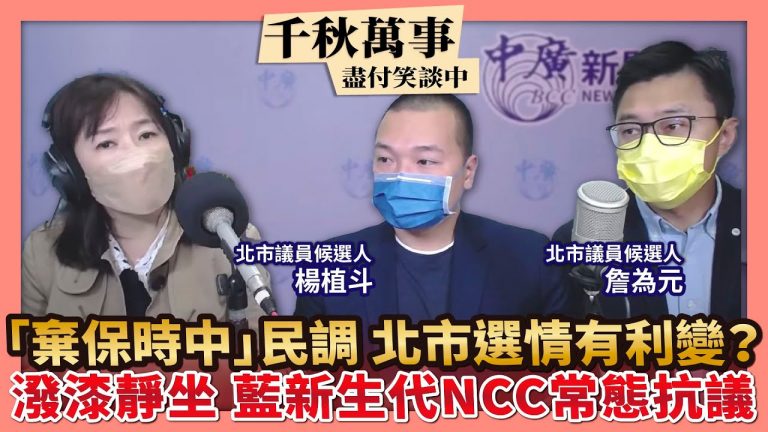 千秋萬事
盡付笑談中
中廣新
BCC NEW
北市議員候選人
楊植斗
北市議員候選人
詹為元
「棄保時中」民調 北市選情有利變？
潑漆靜坐 藍新生代NCC常態抗議